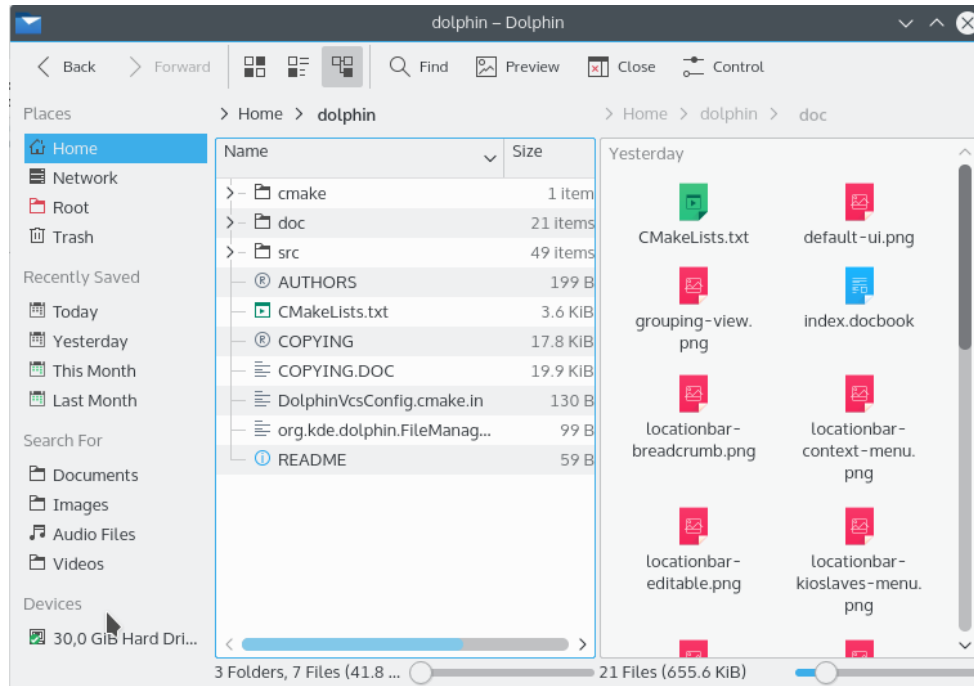 dolphin – Dolphin
Back
Forward
Find
Preview
Close
Control
Places
Home
Network
Root
Trash
Recently Saved
Today
Yesterday
This Month
Last Month
Search For
Documents
Images
Audio Files
Videos
Devices
30,0 GiB Hard Dri...
> Home > dolphin
Name
Size
cmake 1 item
doc 21 items
src 49 items
AUTHORS 199 B
CMakeLists.txt 3.6 KiB
COPYING 17.8 KiB
COPYING.DOC 19.9 KiB
DolphinVcsConfig.cmake.in 130 B
org.kde.dolphin.FileManag... 99 B
README 59 B
3 Folders, 7 Files (41.8 ...
> Home > dolphin > doc
Yesterday
CMakeLists.txt
default-ui.png
grouping-view.
png
index.docbook
locationbar-
breadcrumb.png
locationbar-
context-menu.
png
locationbar-
editable.png
locationbar-
kioslaves-menu.
png
21 Files (655.6 KiB)